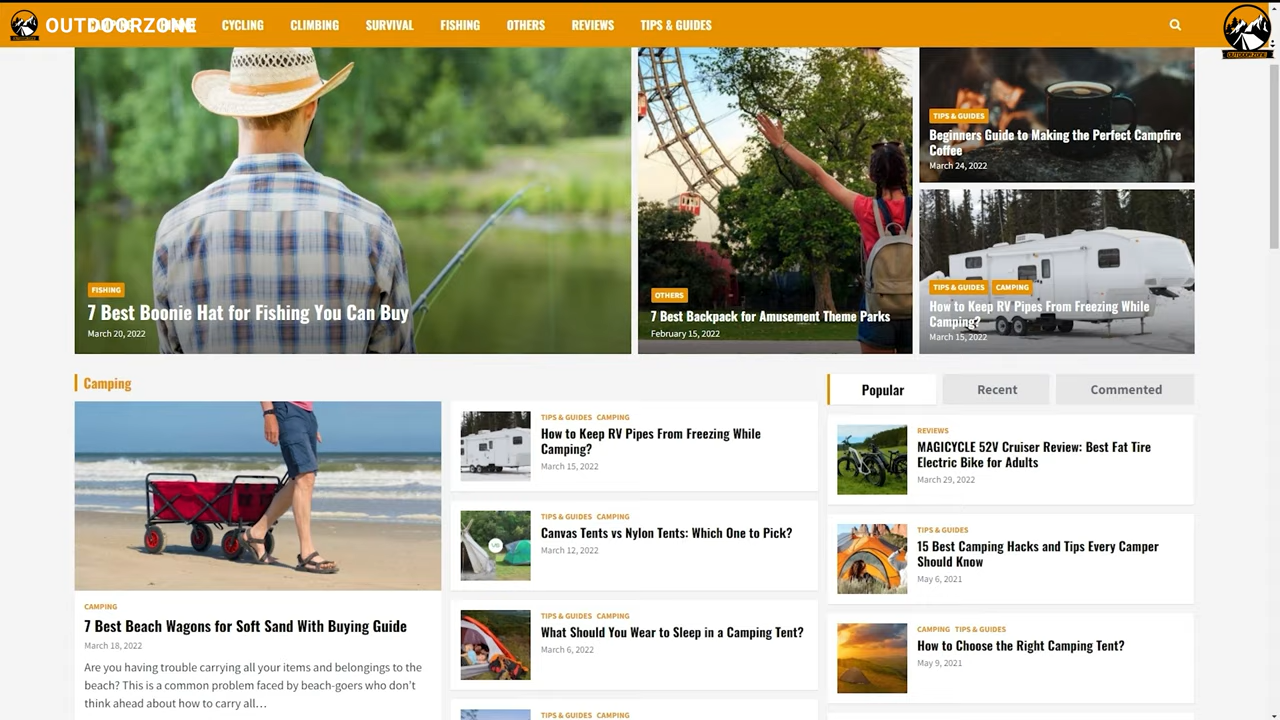 OUTDOORZONE
CYCLING
CLIMBING
SURVIVAL
FISHING
OTHERS
REVIEWS
TIPS & GUIDES
FISHING
7 Best Boonie Hat for Fishing You Can Buy
March 20, 2022
OTHERS
7 Best Backpack for Amusement Theme Parks
February 15, 2022
TIPS & GUIDES
Beginners Guide to Making the Perfect Campfire
Coffee
March 24, 2022
TIPS & GUIDES CAMPING
How to Keep RV Pipes From Freezing While
Camping?
March 15, 2022
Camping
CAMPING
7 Best Beach Wagons for Soft Sand With Buying Guide
March 18, 2022
Are you having trouble carrying all your items and belongings to the
beach? This is a common problem faced by beach-goers who don't
think ahead about how to carry all…
TIPS & GUIDES CAMPING
How to Keep RV Pipes From Freezing While
Camping?
March 15, 2022
TIPS & GUIDES CAMPING
Canvas Tents vs Nylon Tents: Which One to Pick?
March 12, 2022
TIPS & GUIDES CAMPING
What Should You Wear to Sleep in a Camping Tent?
March 6, 2022
TIPS & GUIDES CAMPING
Popular
Recent
Commented
REVIEWS
MAGICYCLE 52V Cruiser Review: Best Fat Tire
Electric Bike for Adults
March 29, 2022
TIPS & GUIDES
15 Best Camping Hacks and Tips Every Camper
Should Know
May 6, 2021
CAMPING TIPS & GUIDES
How to Choose the Right Camping Tent?
May 9, 2021